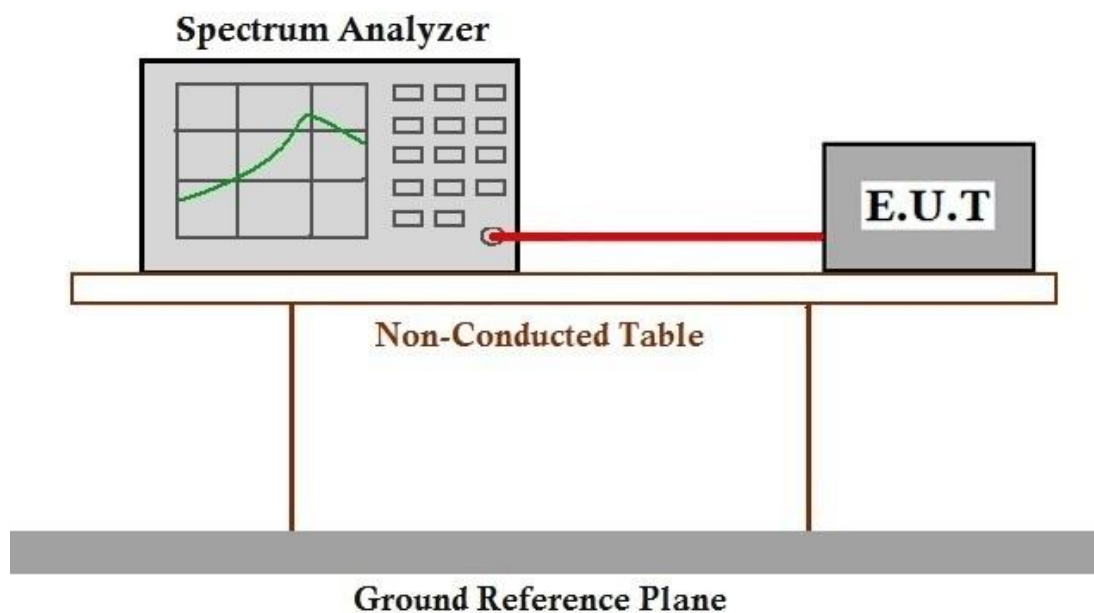 Spectrum Analyzer
E.U.T
Non-Conducted Table
Ground Reference Plane